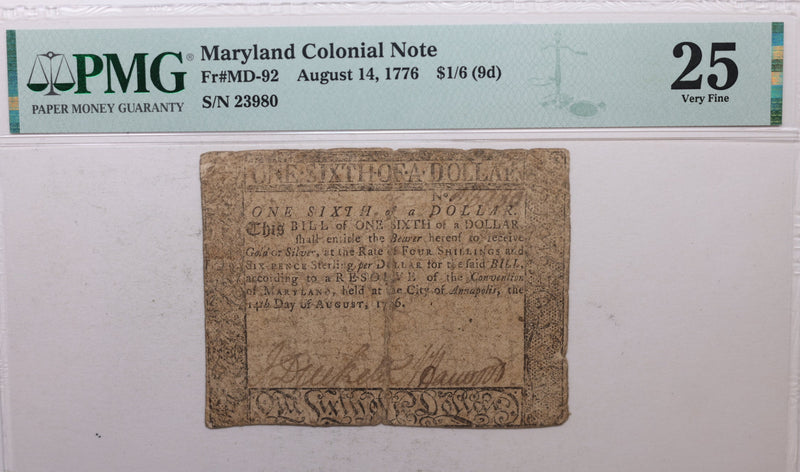 PMG®
PAPER MONEY GUARANTY
Maryland Colonial Note
Fr#MD-92 August 14, 1776 $1/6 (9d)
S/N 23980
25
Very Fine
ONE·SIXTH·OF·A·DOLLAR
No
ONE SIXTH of a DOLLAR.
This BILL of ONE SIXTH of a DOLLAR
shall entitle the Bearer hereof to receive
Gold or Silver, at the Rate of FOUR SHILLINGS and
SIX-PENCE Sterling per DOLLAR for the said BILL,
according to a RESOLVE of the Convention
of MARYLAND, held at the City of Annapolis, the
14th Day of AUGUST, 1776.